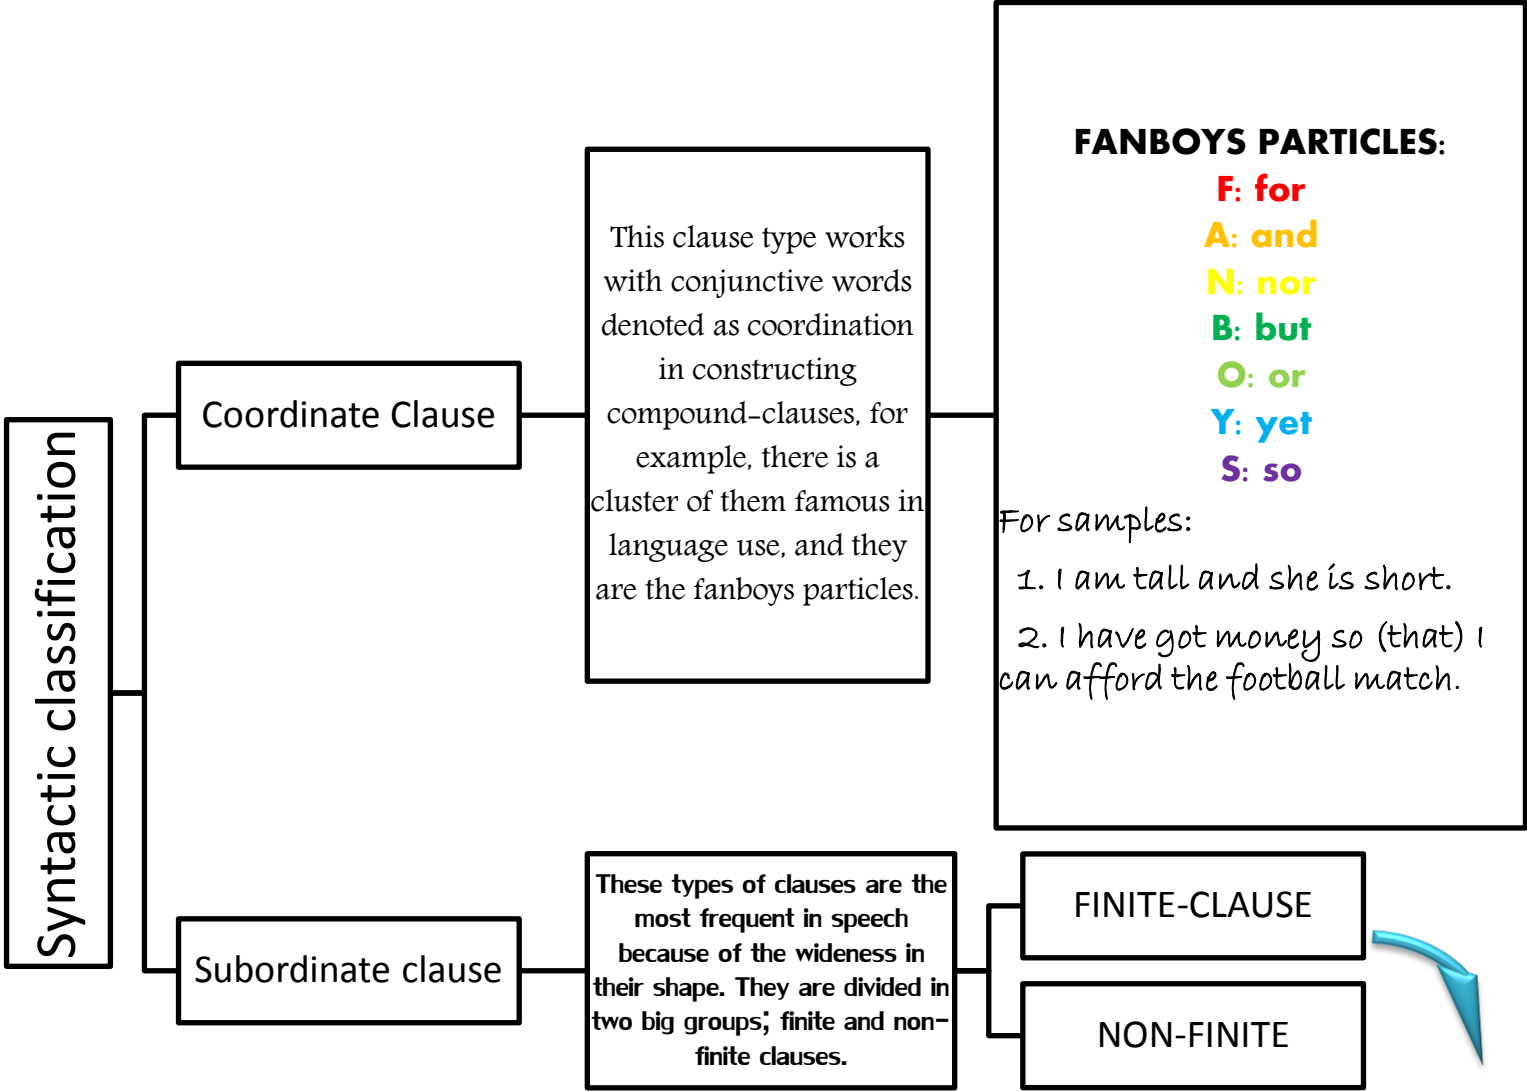 Syntactic classification
Coordinate Clause
This clause type works
with conjunctive words
denoted as coordination
in constructing
compound-clauses, for
example, there is a
cluster of them famous in
language use, and they
are the fanboys particles.
FANBOYS PARTICLES:
F: for
A: and
N: nor
B: but
O: or
Y: yet
S: so
For samples:
1. I am tall and she is short.
2. I have got money so (that) I
can afford the football match.
Subordinate clause
These types of clauses are the
most frequent in speech
because of the wideness in
their shape. They are divided in
two big groups; finite and non-
finite clauses.
FINITE-CLAUSE
NON-FINITE